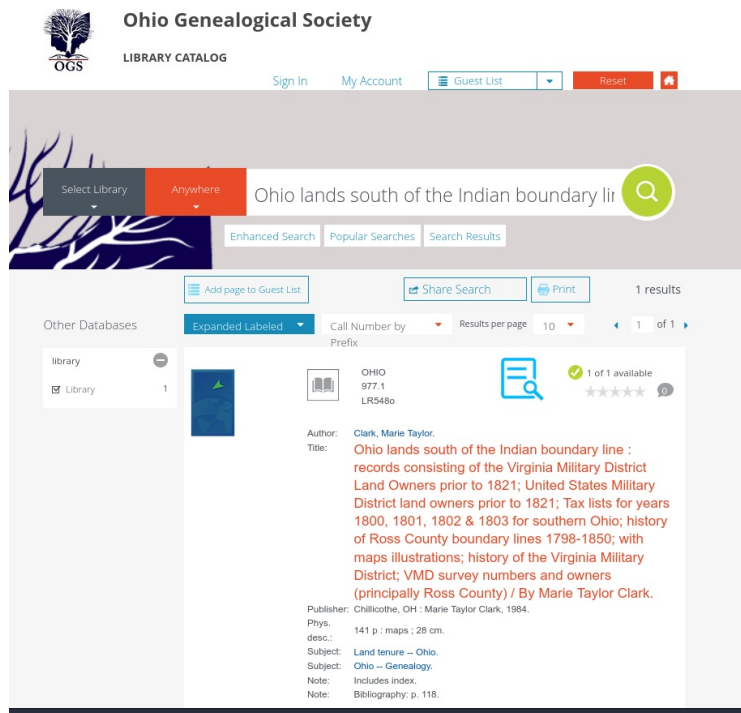 Ohio Genealogical Society
LIBRARY CATALOG
OGS
Sign In
My Account
Guest List
Reset
Select Library
Anywhere
Ohio lands south of the Indian boundary lin
Enhanced Search
Popular Searches
Search Results
Add page to Guest List
Share Search
Print
1 results
Other Databases
Expanded Labeled
Call Number by
Prefix
Results per page
10
1
of 1
library
Library
1
OHIO
977.1
LR548o
1 of 1 available
0
Author: Clark, Marie Taylor.
Title: Ohio lands south of the Indian boundary line :
records consisting of the Virginia Military District
Land Owners prior to 1821; United States Military
District land owners prior to 1821; Tax lists for years
1800, 1801, 1802 & 1803 for southern Ohio; history
of Ross County boundary lines 1798-1850; with
maps illustrations; history of the Virginia Military
District; VMD survey numbers and owners
(principally Ross County) / By Marie Taylor Clark.
Publisher: Chillicothe, OH : Marie Taylor Clark, 1984.
Phys.
desc.: 141 p : maps ; 28 cm.
Subject: Land tenure -- Ohio.
Subject: Ohio -- Genealogy.
Note: Includes index.
Note: Bibliography: p. 118.